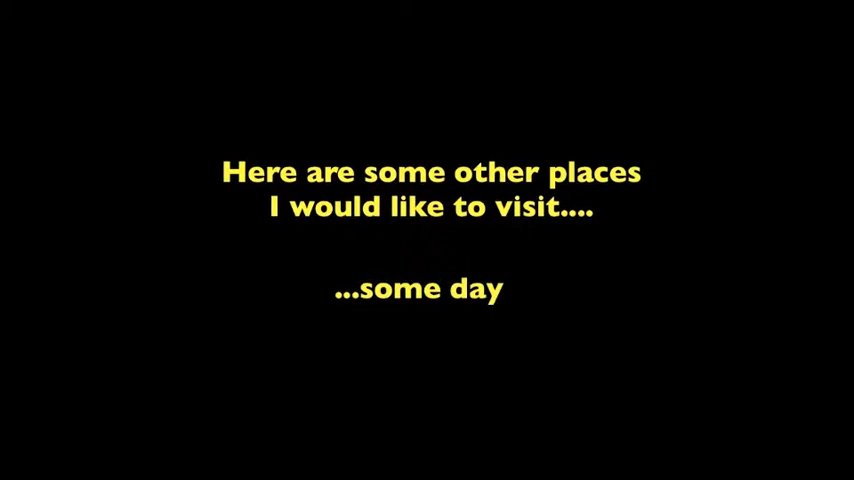 Here are some other places
I would like to visit....
...some day